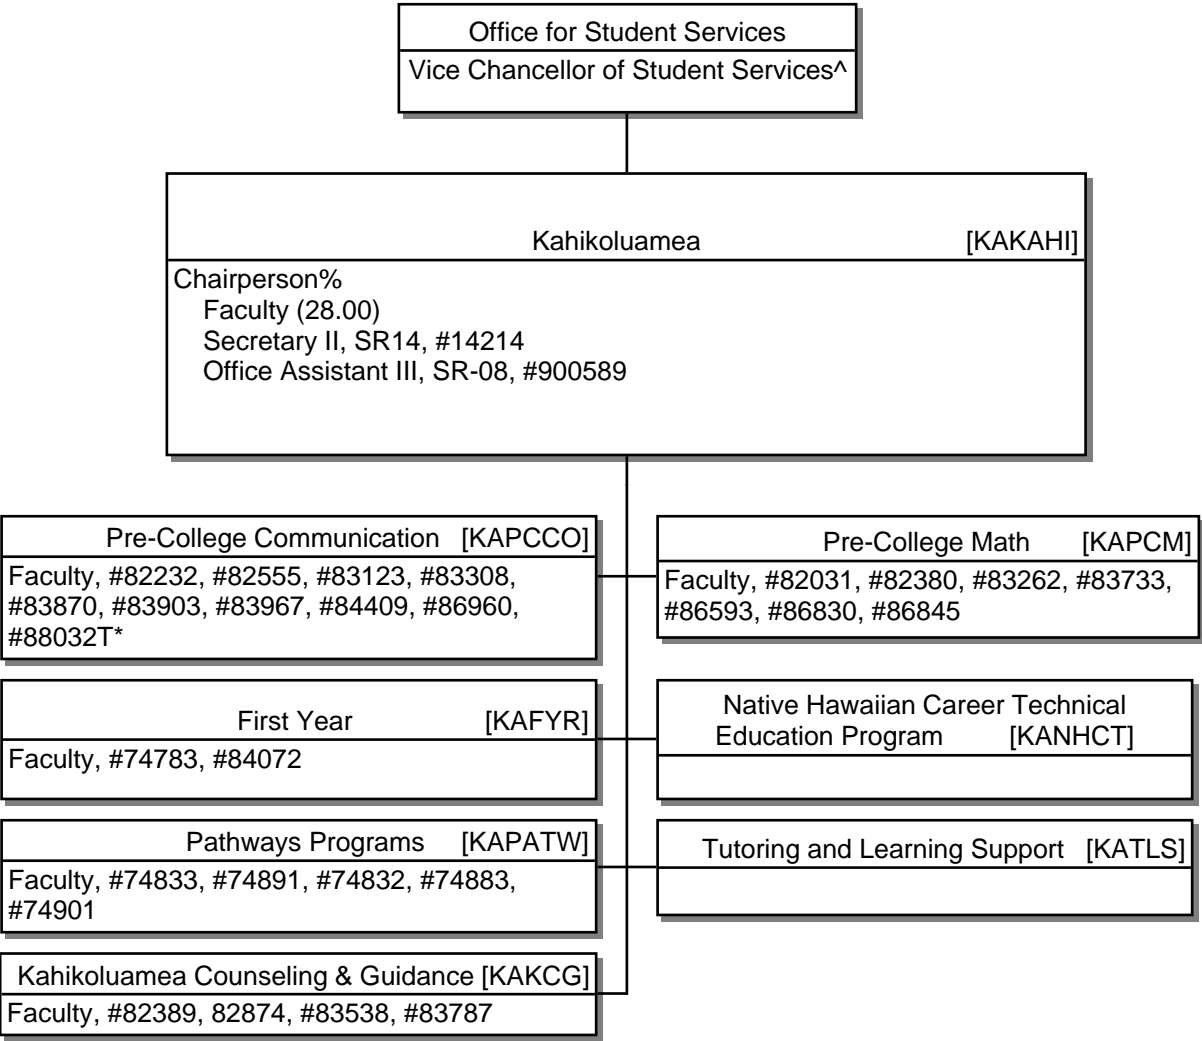 Office for Student Services
Vice Chancellor of Student Services^
Kahikoluamea [KAKAHI]
Chairperson%
Faculty (28.00)
Secretary II, SR14, #14214
Office Assistant III, SR-08, #900589
Pre-College Communication [KAPCCO]
Faculty, #82232, #82555, #83123, #83308,
#83870, #83903, #83967, #84409, #86960,
#88032T*
Pre-College Math [KAPCM]
Faculty, #82031, #82380, #83262, #83733,
#86593, #86830, #86845
First Year [KAFYR]
Faculty, #74783, #84072
Native Hawaiian Career Technical
Education Program [KANHCT]
Pathways Programs [KAPATW]
Faculty, #74833, #74891, #74832, #74883,
#74901
Tutoring and Learning Support [KATLS]
Kahikoluamea Counseling & Guidance [KAKCG]
Faculty, #82389, 82874, #83538, #83787